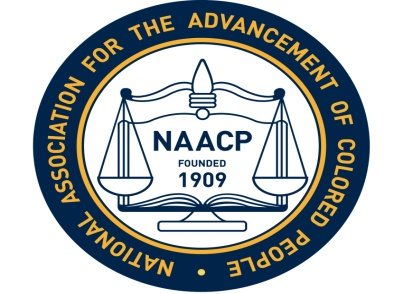 NATIONAL ASSOCIATION FOR THE ADVANCEMENT OF COLORED PEOPLE •
NAACP
FOUNDED
1909